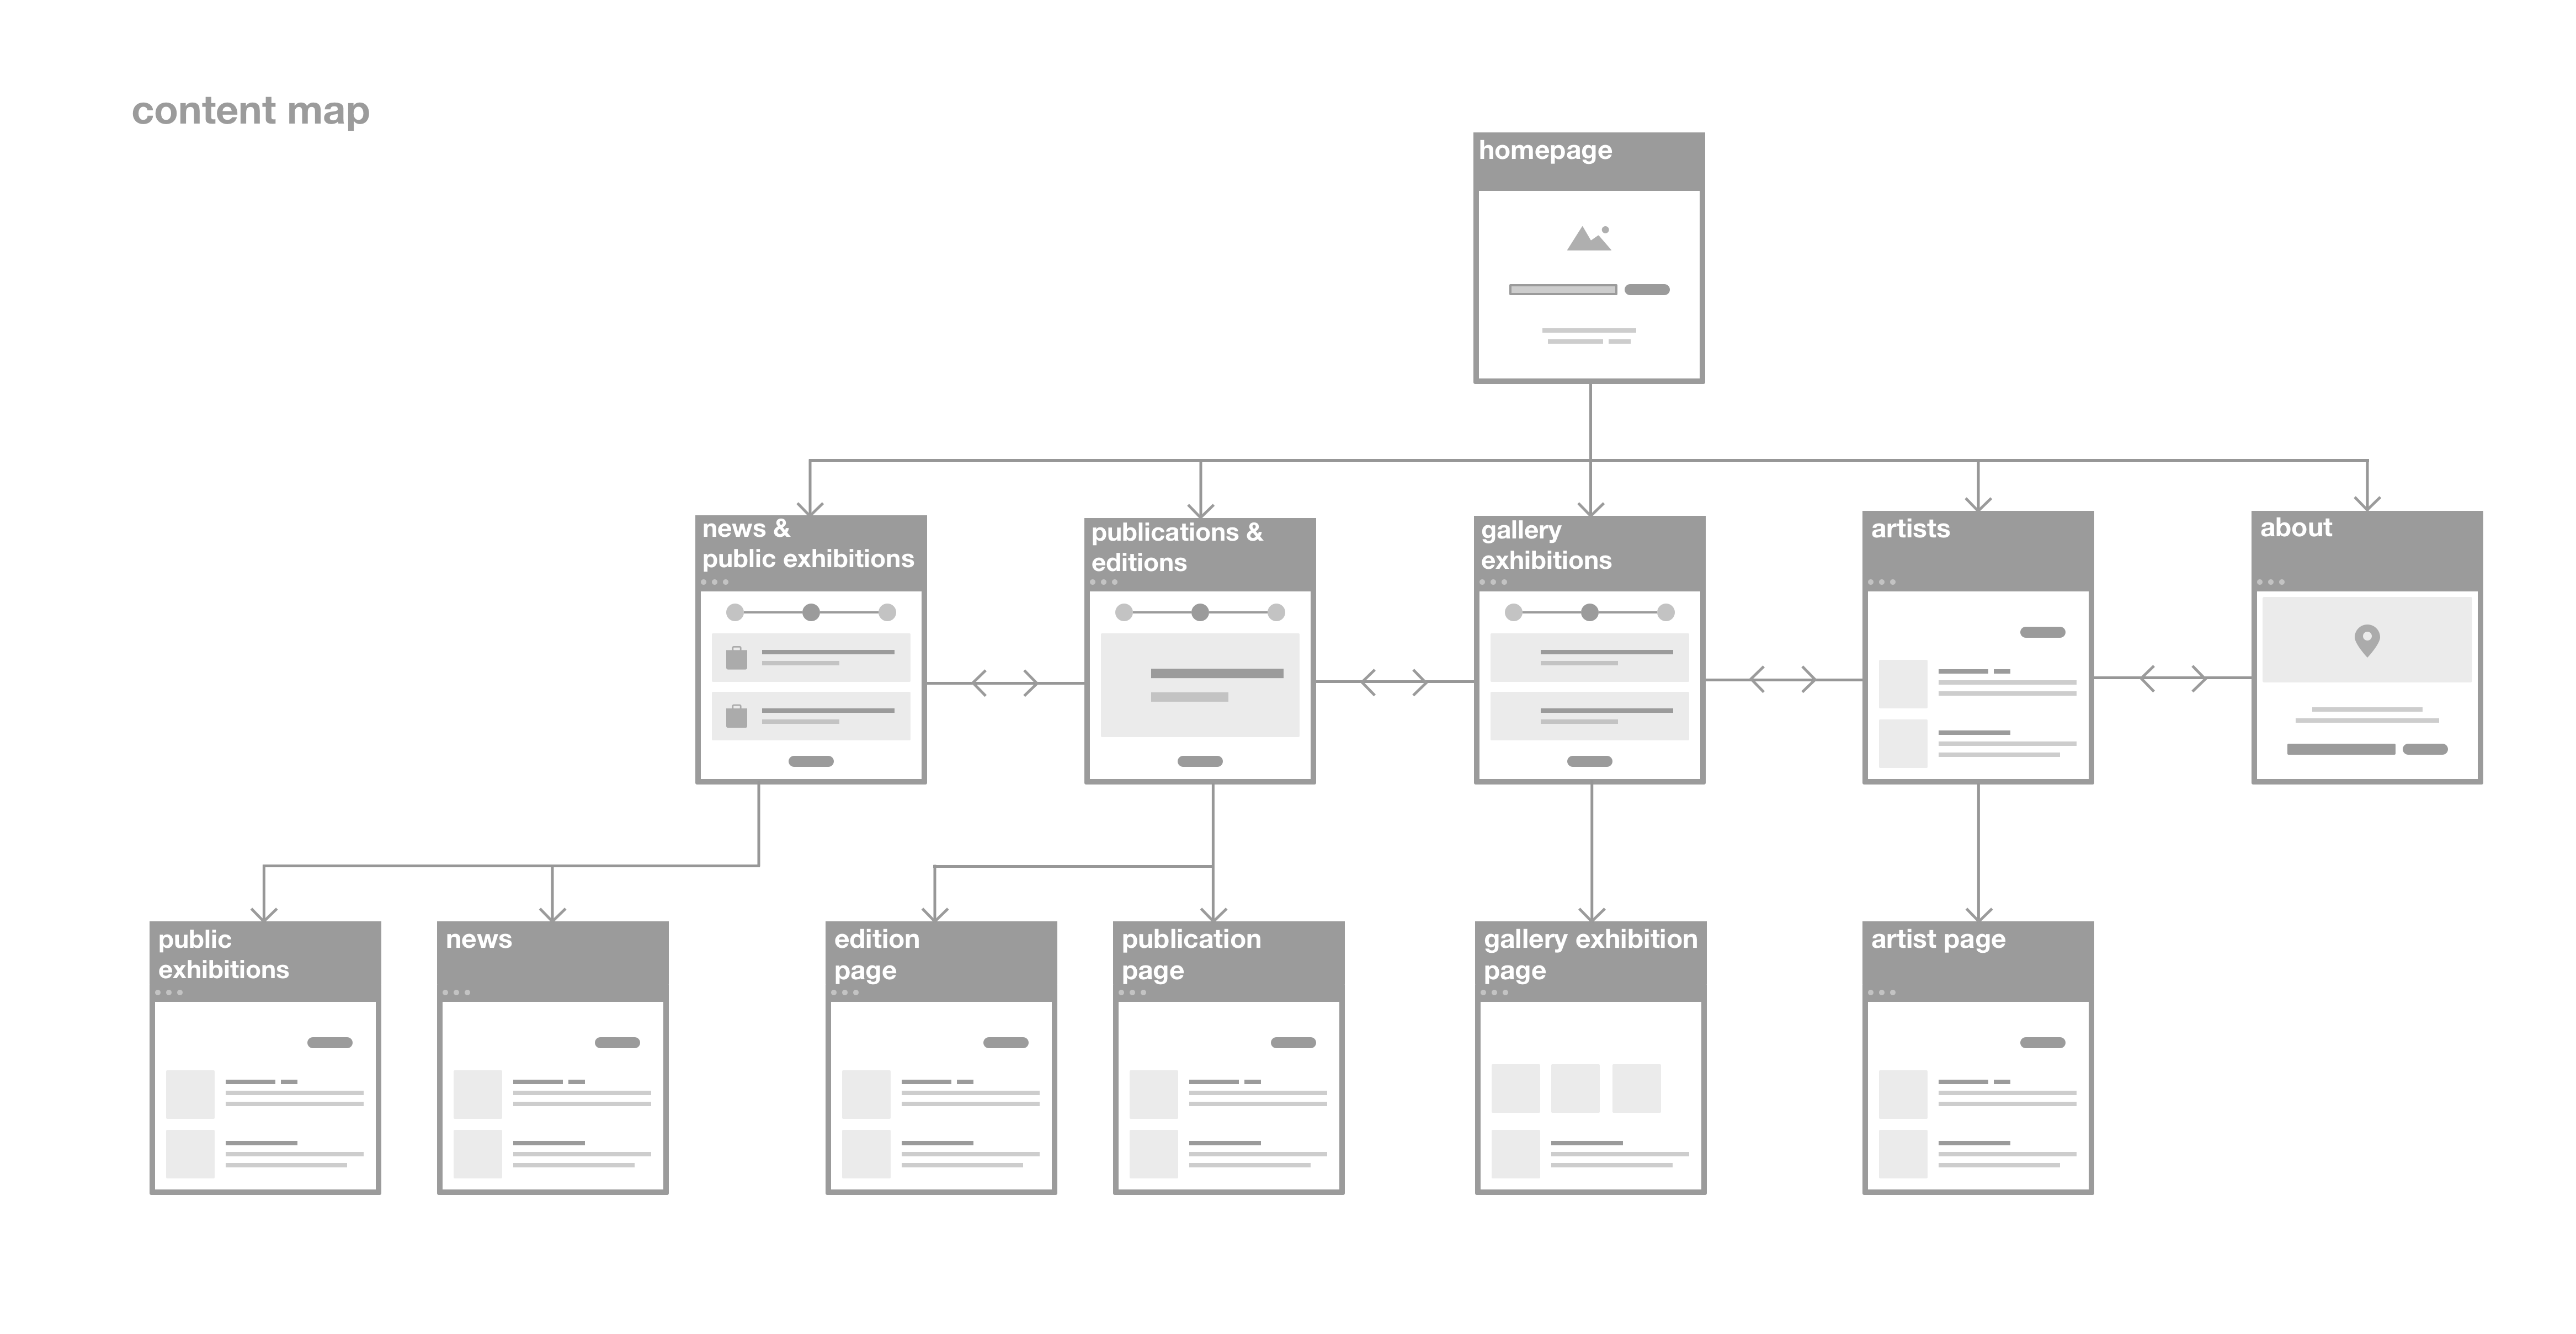 content map
homepage
news &
public exhibitions
publications &
editions
gallery
exhibitions
artists
about
public
exhibitions
news
edition
page
publication
page
gallery exhibition
page
artist page